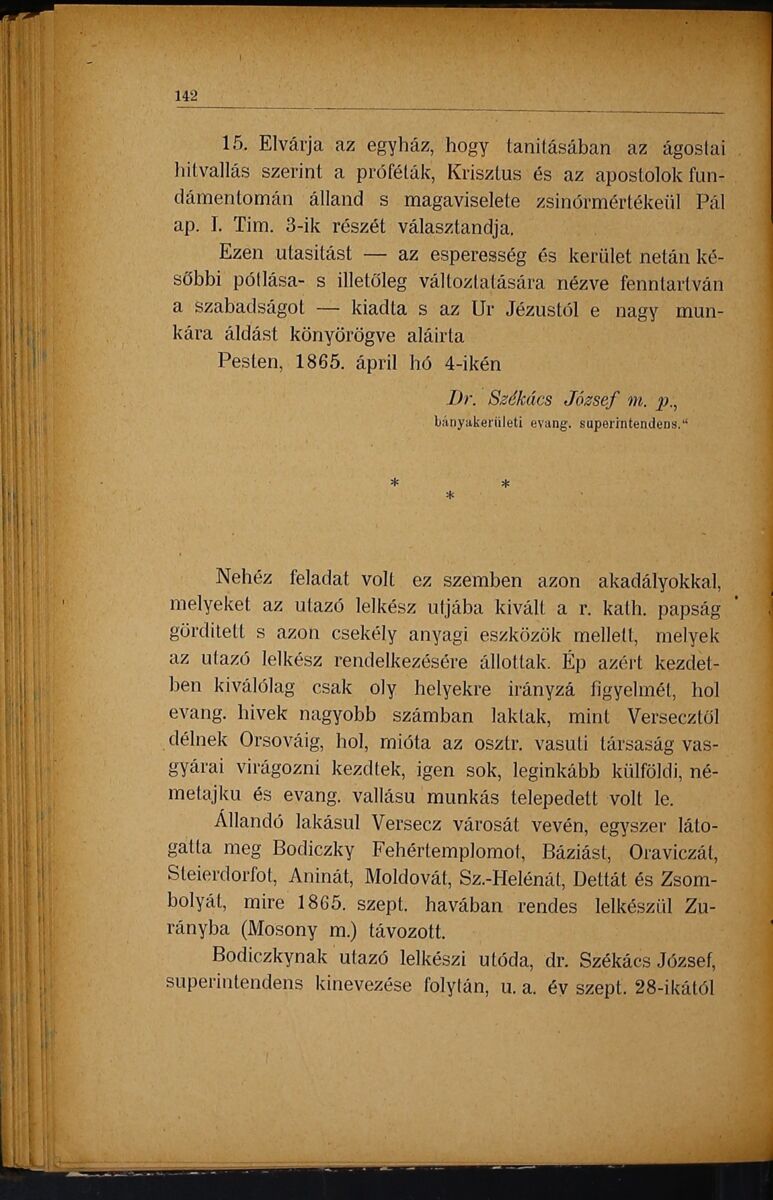 142
15. Elvárja az egyház, hogy tanitásában az ágostai
hitvallás szerint a próféták, Krisztus és az apostolok fun-
dámentomán álland s magaviselete zsinórmértékeül Pál
ap. I. Tim. 3-ik részét választandja.
Ezen utasitást — az esperesség és kerület netán ké-
sőbbi pótlása- s illetőleg változtatására nézve fenntartván
a szabadságot — kiadta s az Ur Jézustól e nagy mun-
kára áldást könyörögve aláirta
Pesten, 1865. ápril hó 4-ikén
Dr. Székács József m. p.,
bányakerületi evang. superintendens.“
* *
*
Nehéz feladat volt ez szemben azon akadályokkal,
melyeket az utazó lelkész utjába kivált a r. kath. papság
görditett s azon csekély anyagi eszközök mellett, melyek
az utazó lelkész rendelkezésére állottak. Ép azért kezdet-
ben kiválólag csak oly helyekre irányzá figyelmét, hol
evang. hivek nagyobb számban laktak, mint Versecztől
délnek Orsováig, hol, mióta az osztr. vasuti társaság vas-
gyárai virágozni kezdtek, igen sok, leginkább külföldi, né-
metajku és evang. vallásu munkás telepedett volt le.
Állandó lakásul Versecz városát vevén, egyszer láto-
gatta meg Bodiczky Fehértemplomot, Báziást, Oraviczát,
Steierdorfot, Aninát, Moldovát, Sz.-Helénát, Dettát és Zsom-
bolyát, mire 1865. szept. havában rendes lelkészül Zu-
rányba (Mosony m.) távozott.
Bodiczkynak utazó lelkészi utóda, dr. Székács József,
superintendens kinevezése folytán, u. a. év szept. 28-ikától